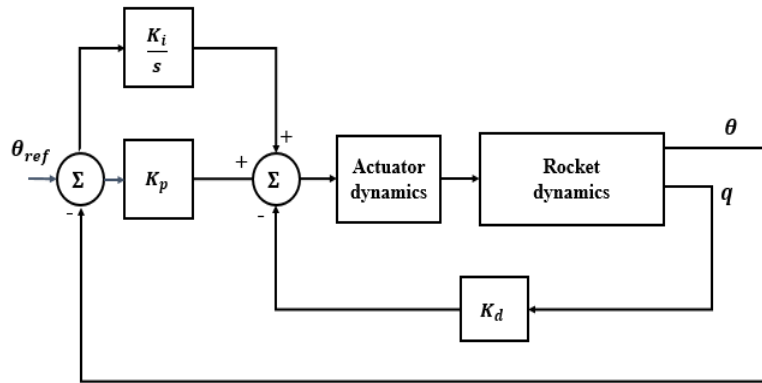 K_i
s
+
θ_ref
Σ
K_p
+
Σ
Actuator
dynamics
Rocket
dynamics
θ
-
-
q
K_d